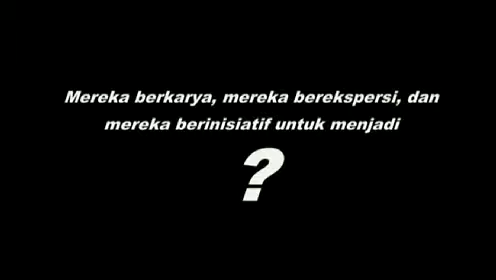 Mereka berkarya, mereka berekspersi, dan
mereka berinisiatif untuk menjadi
?